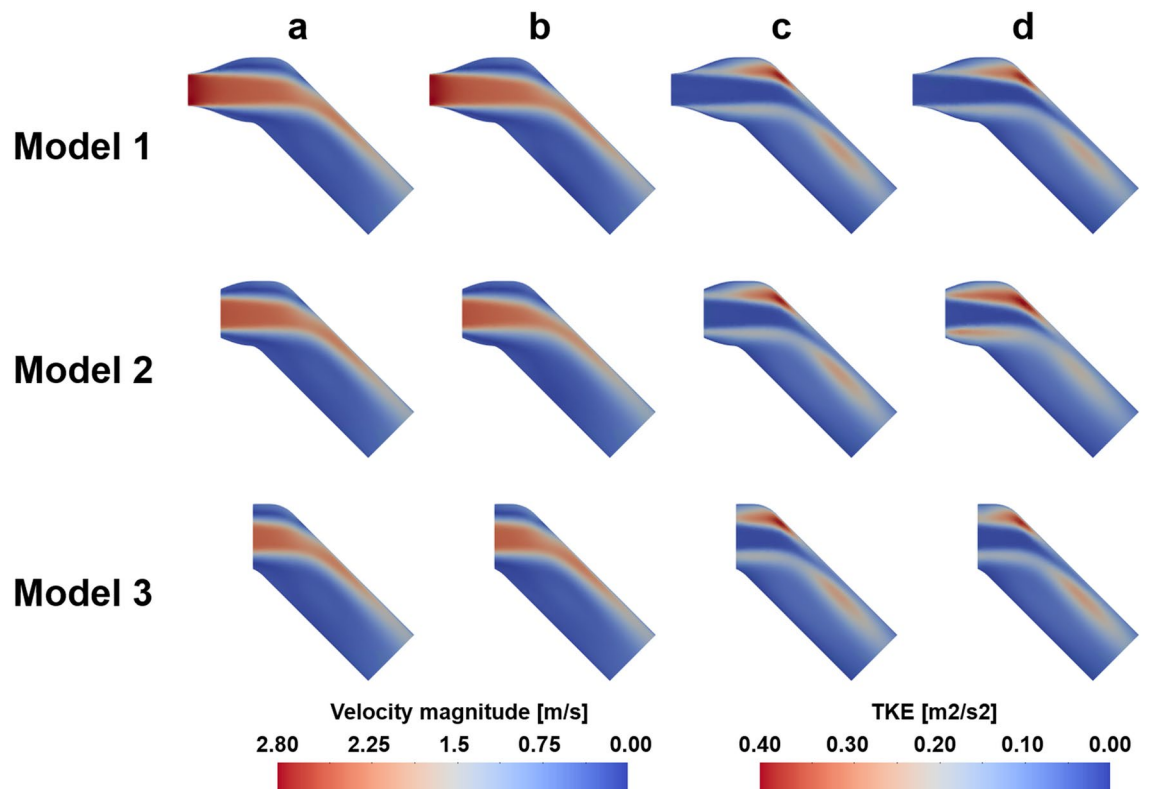 a b c d
Model 1
Model 2
Model 3
Velocity magnitude [m/s] TKE [m2/s2]
2.80 2.25 1.5 0.75 0.00 0.40 0.30 0.20 0.10 0.00